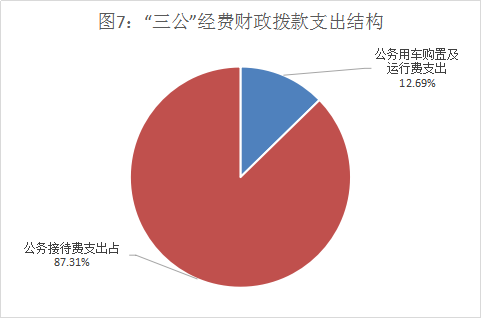 图7：“三公”经费财政拨款支出结构
公务用车购置及
运行费支出
12.69%
公务接待费支出占
87.31%